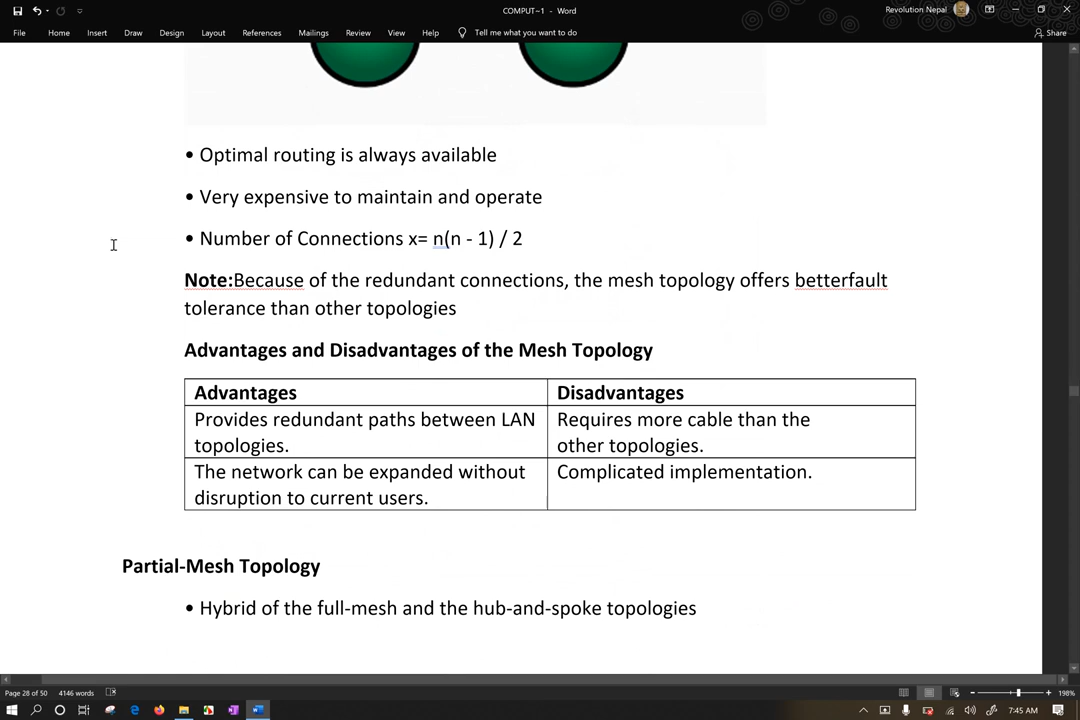 COMPUT~1 - Word
Revolution Nepal
File Home Insert Draw Design Layout References Mailings Review View Help Tell me what you want to do Share
• Optimal routing is always available
• Very expensive to maintain and operate
• Number of Connections x= n(n - 1) / 2
Note:Because of the redundant connections, the mesh topology offers betterfault
tolerance than other topologies
Advantages and Disadvantages of the Mesh Topology
Advantages Disadvantages
Provides redundant paths between LAN
topologies.
Requires more cable than the
other topologies.
The network can be expanded without
disruption to current users.
Complicated implementation.
Partial-Mesh Topology
• Hybrid of the full-mesh and the hub-and-spoke topologies
Page 28 of 50 4146 words 198%
7:45 AM